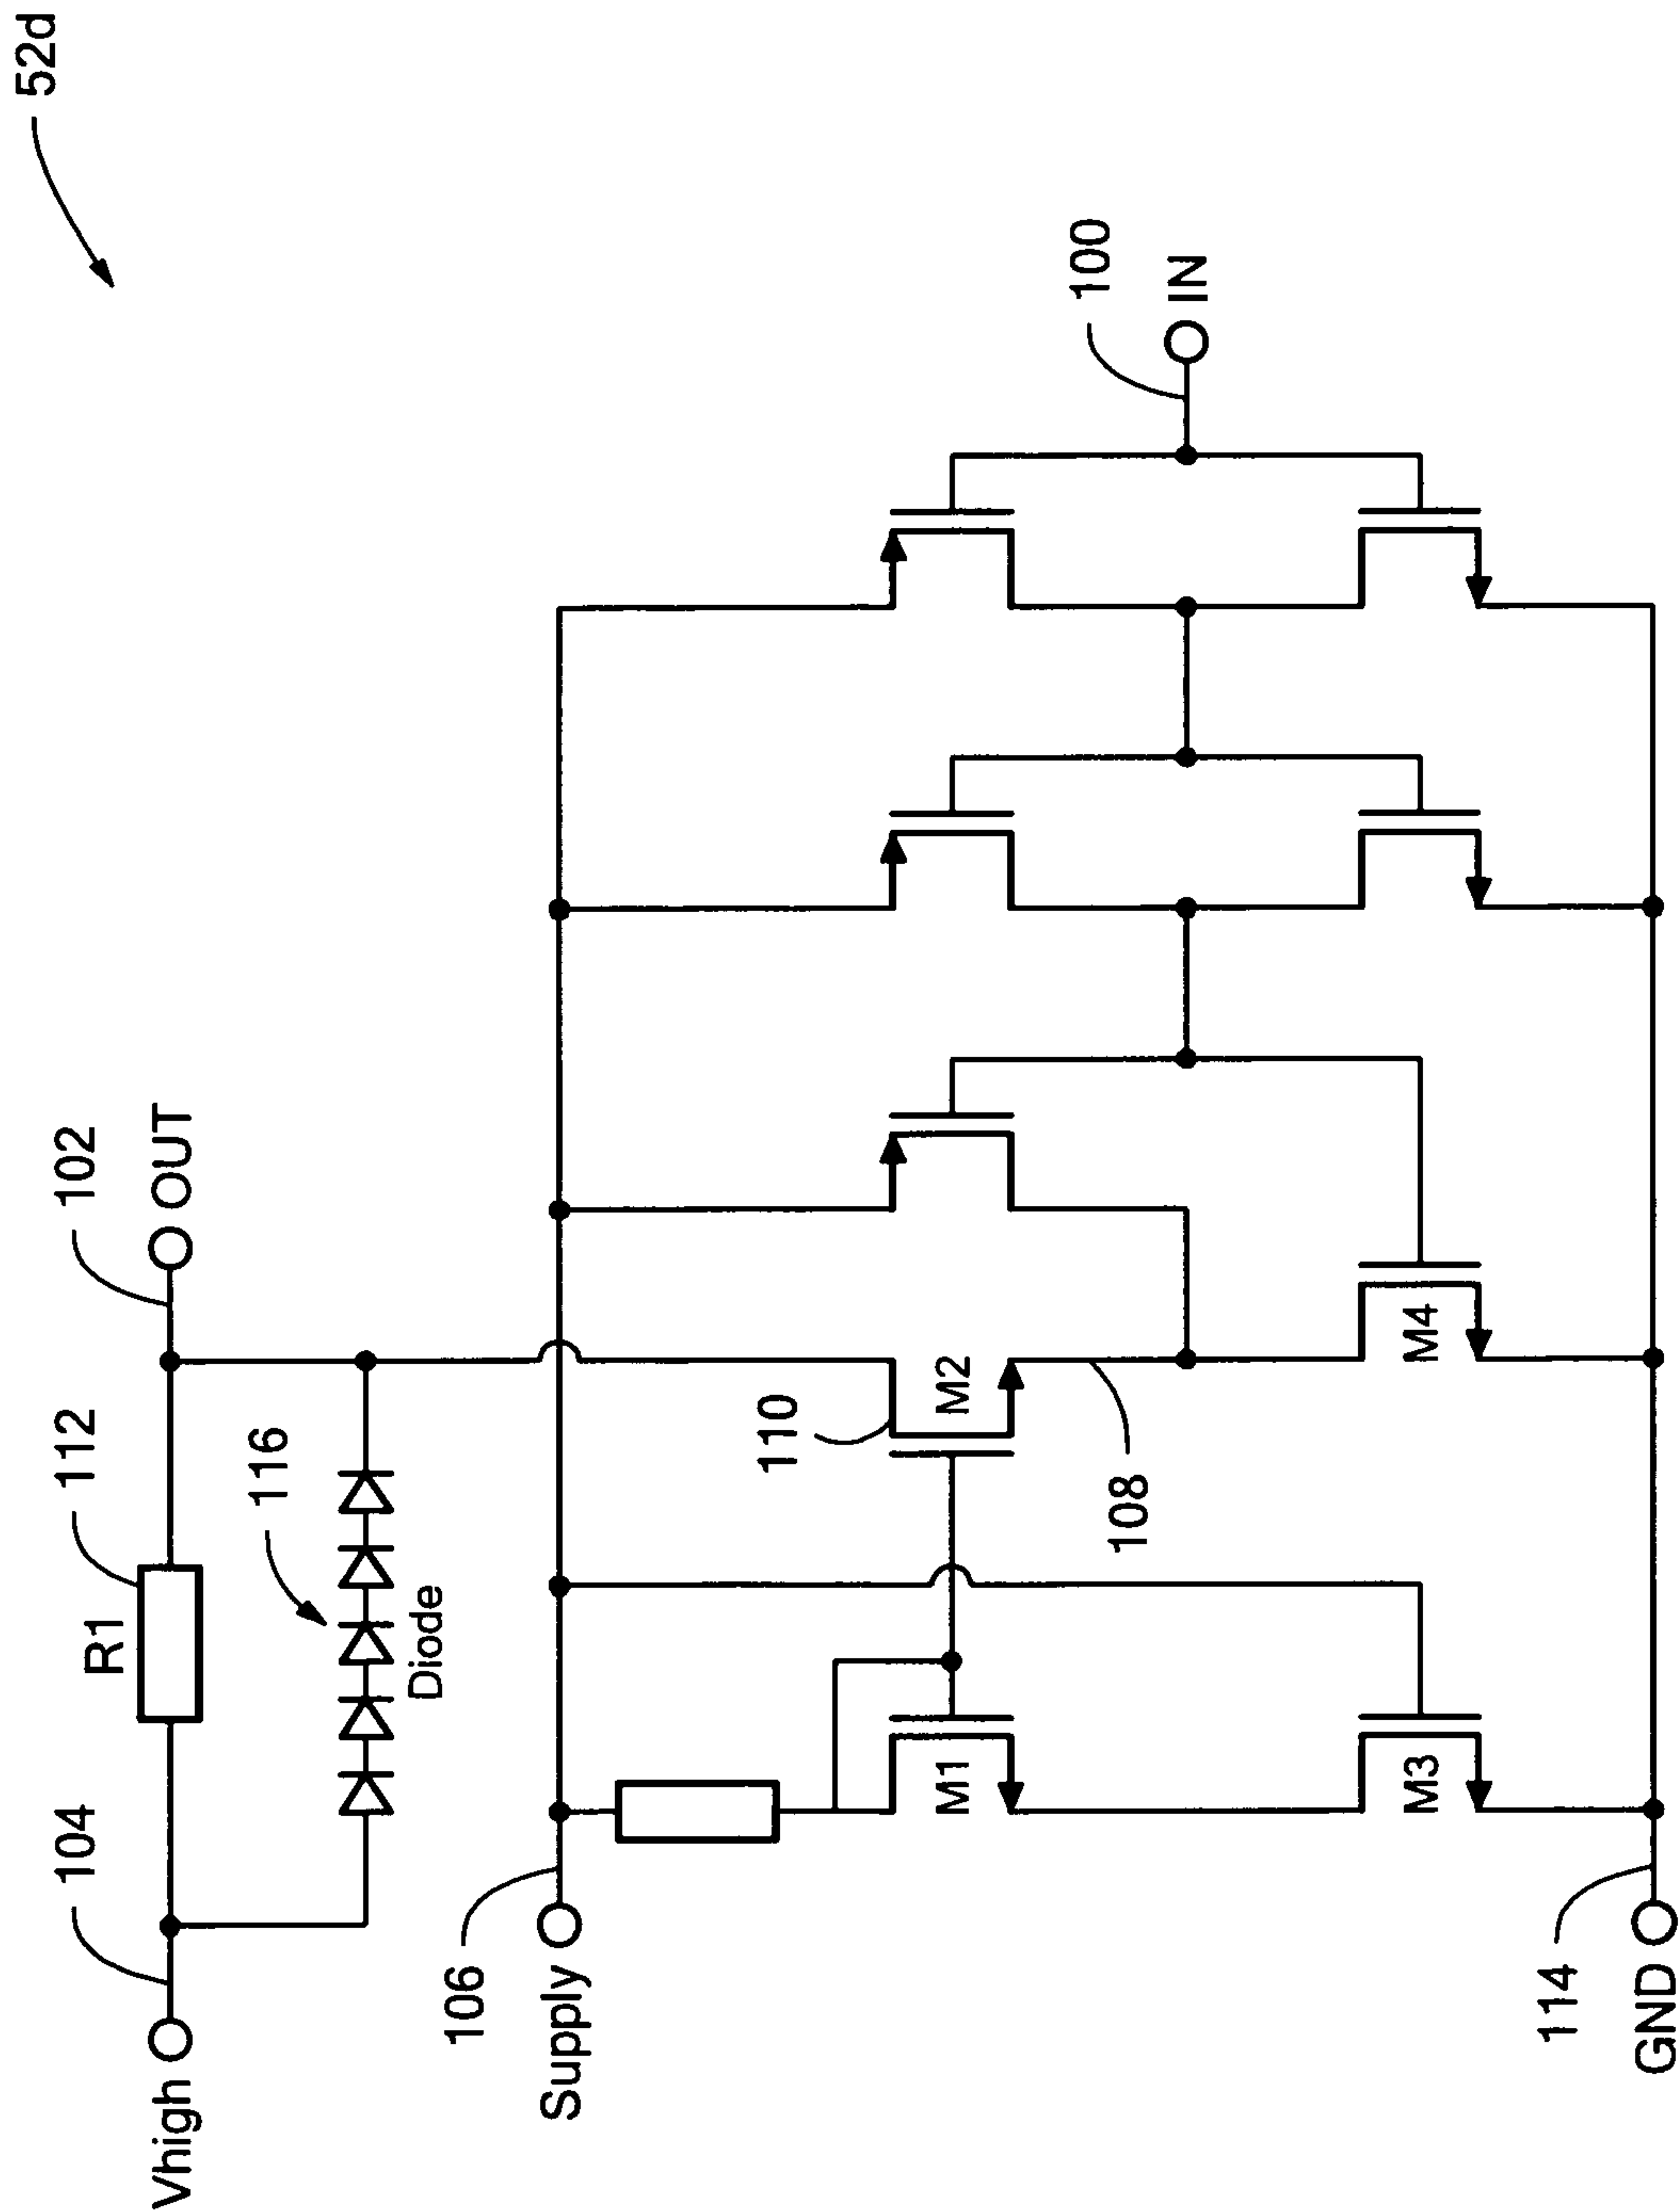 52d
102
OUT
112
R1
104
Vhigh
116
Diode
106
Supply
100
IN
110
M2
108
M1
M4
M3
114
GND